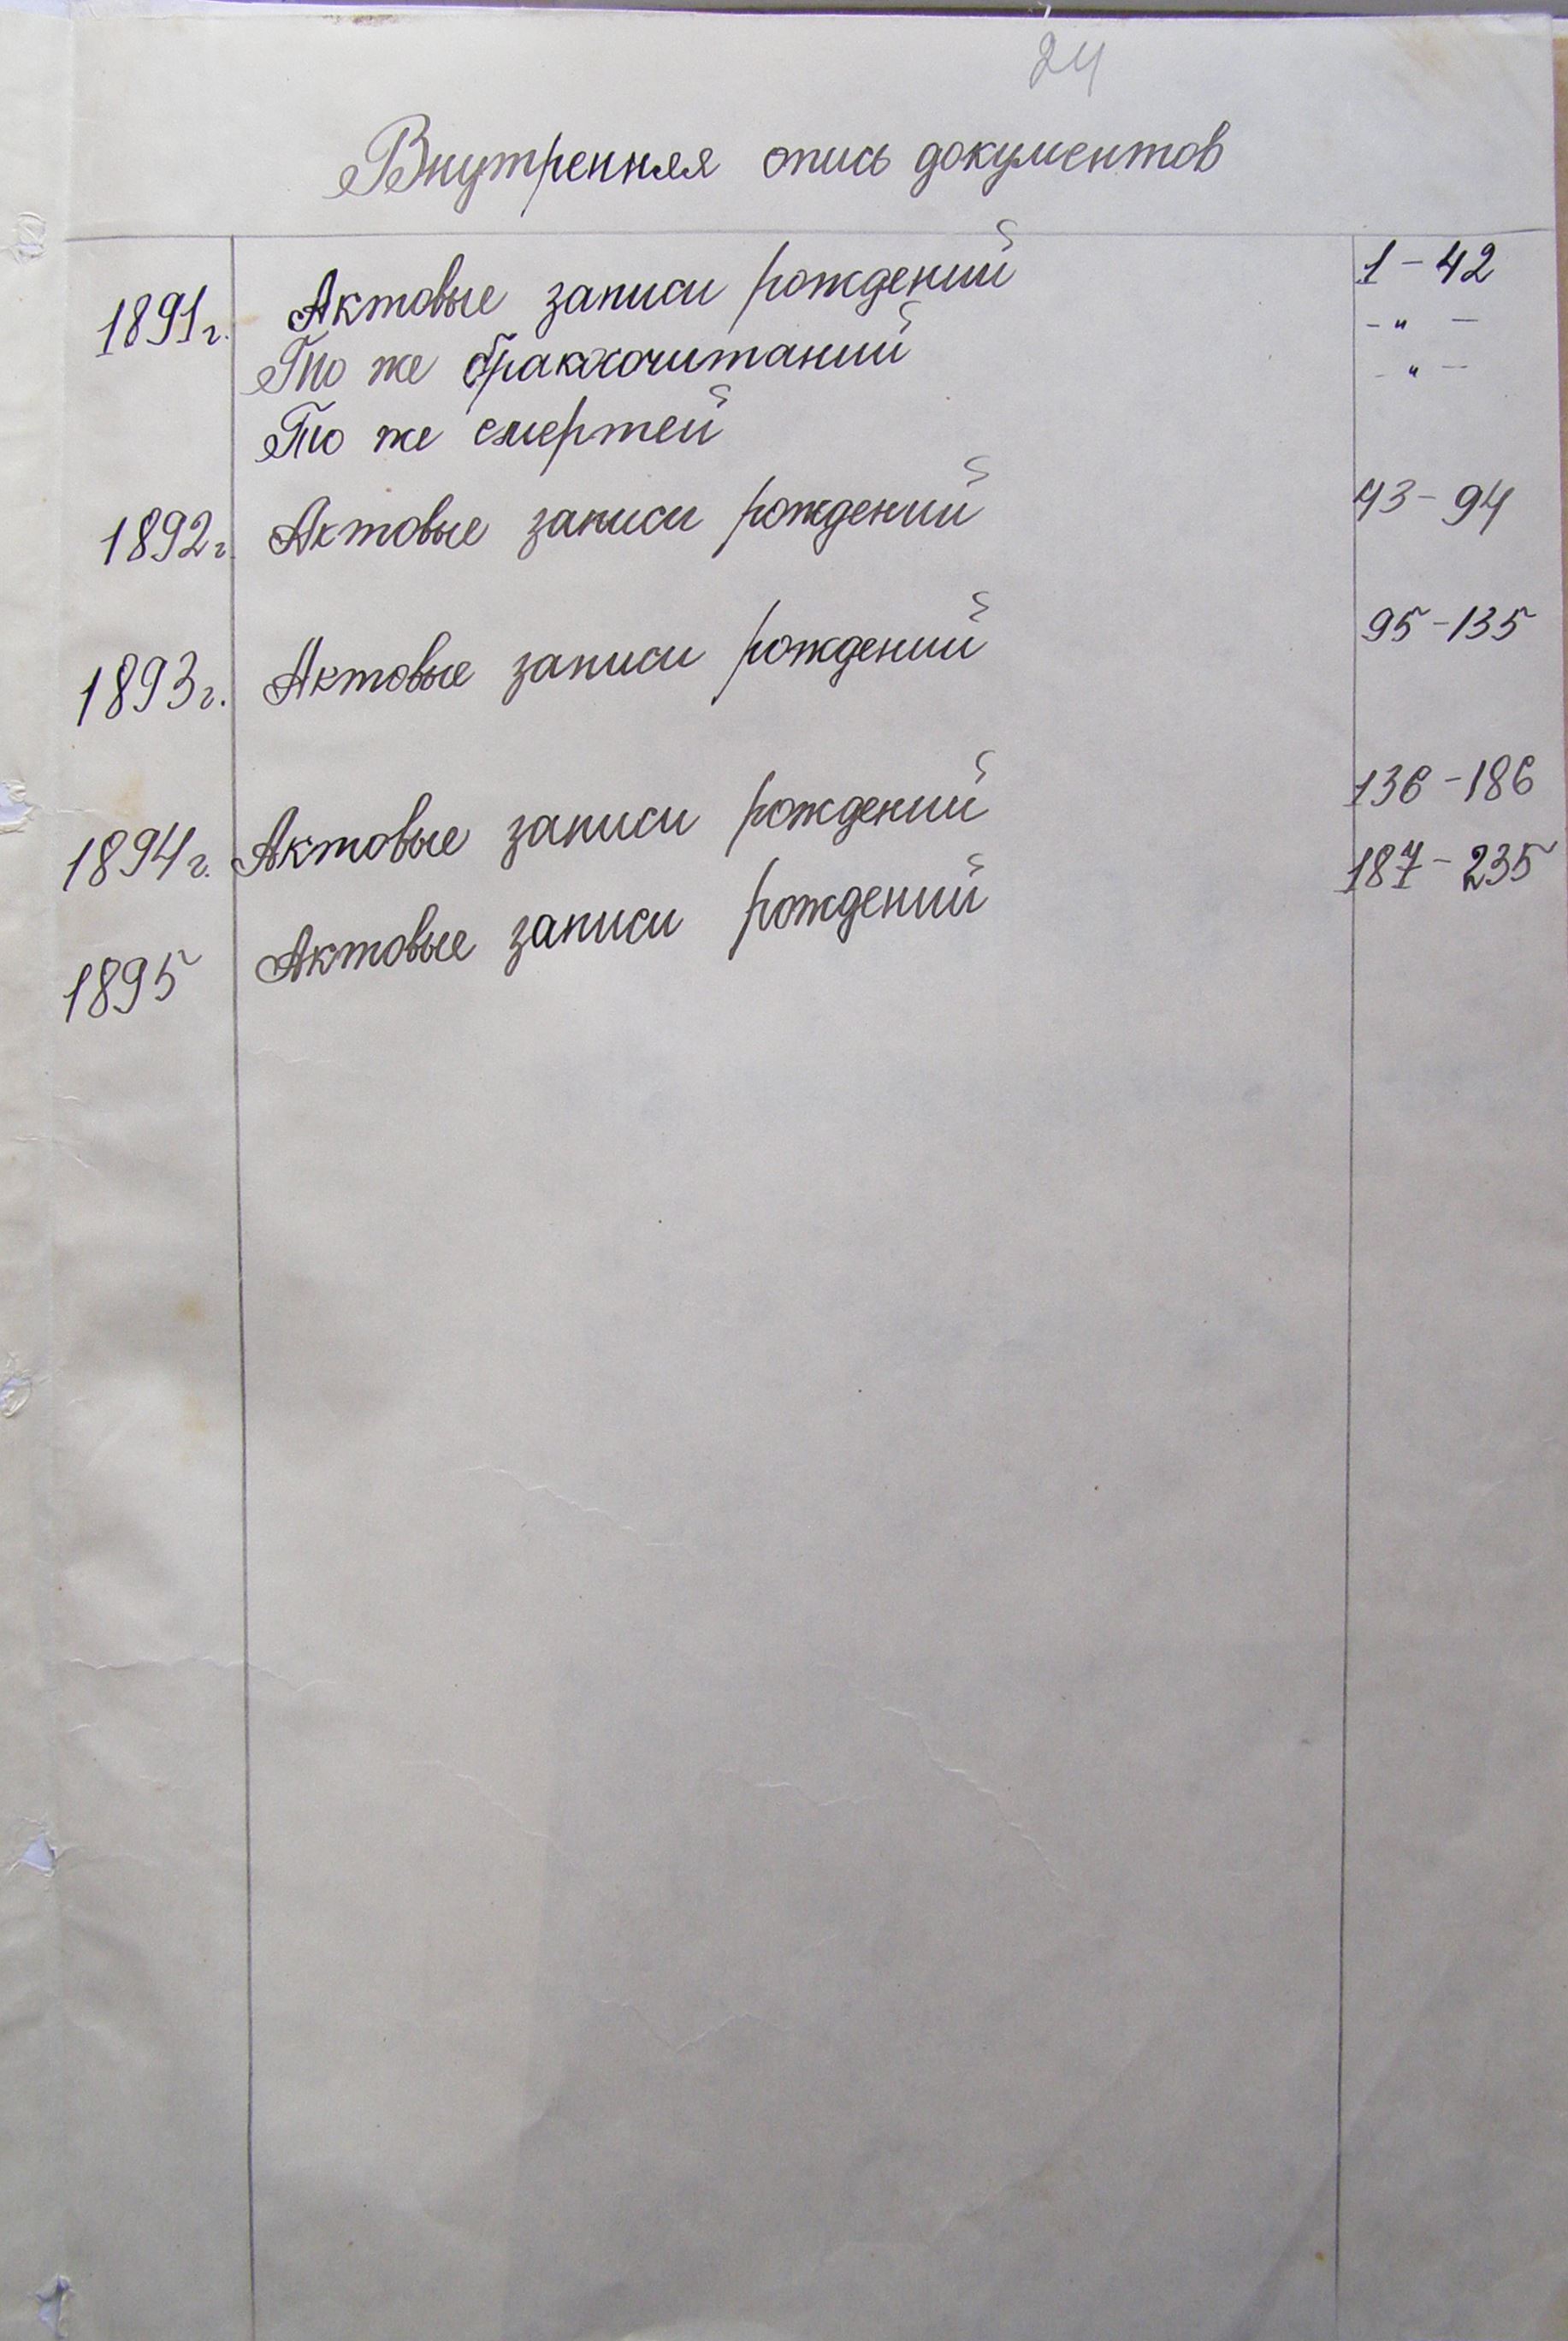 24
Внутренняя опись документов
1891г. Актовые записи рождений 1-42
То же бракосочитаний -"-
То же смертей -"-
1892г. Актовые записи рождений 43-94
1893г. Актовые записи рождений 95-135
1894г. Актовые записи рождений 136-186
1895 Актовые записи рождений 187-235